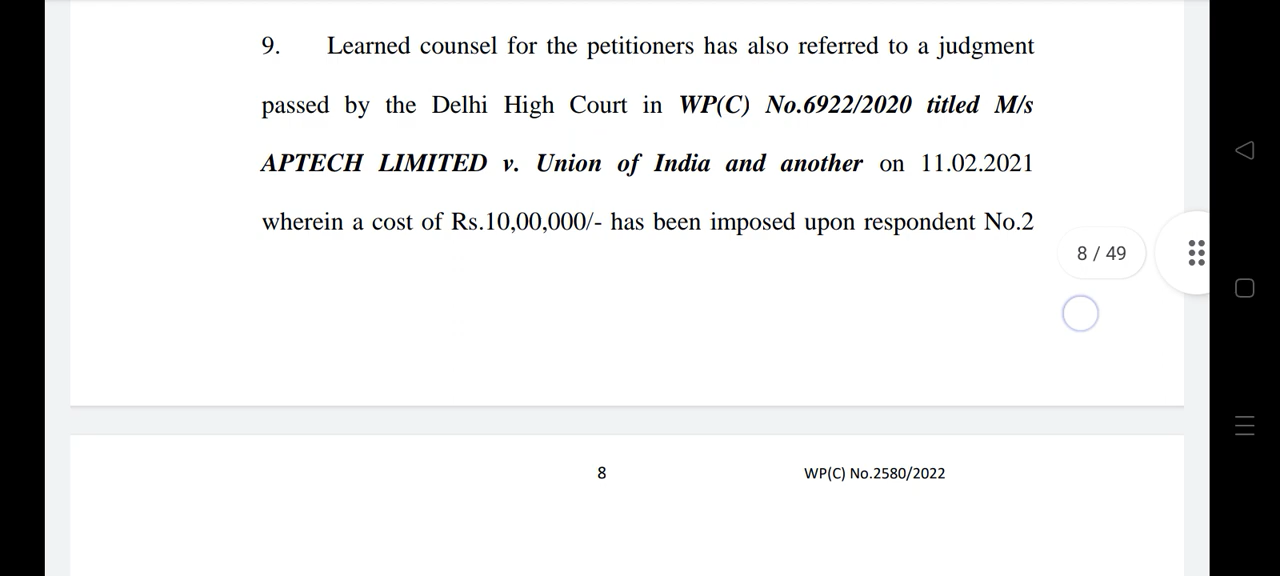 9. Learned counsel for the petitioners has also referred to a judgment
passed by the Delhi High Court in WP(C) No.6922/2020 titled M/s
APTECH LIMITED v. Union of India and another on 11.02.2021
wherein a cost of Rs.10,00,000/- has been imposed upon respondent No.2
8 / 49
8 WP(C) No.2580/2022